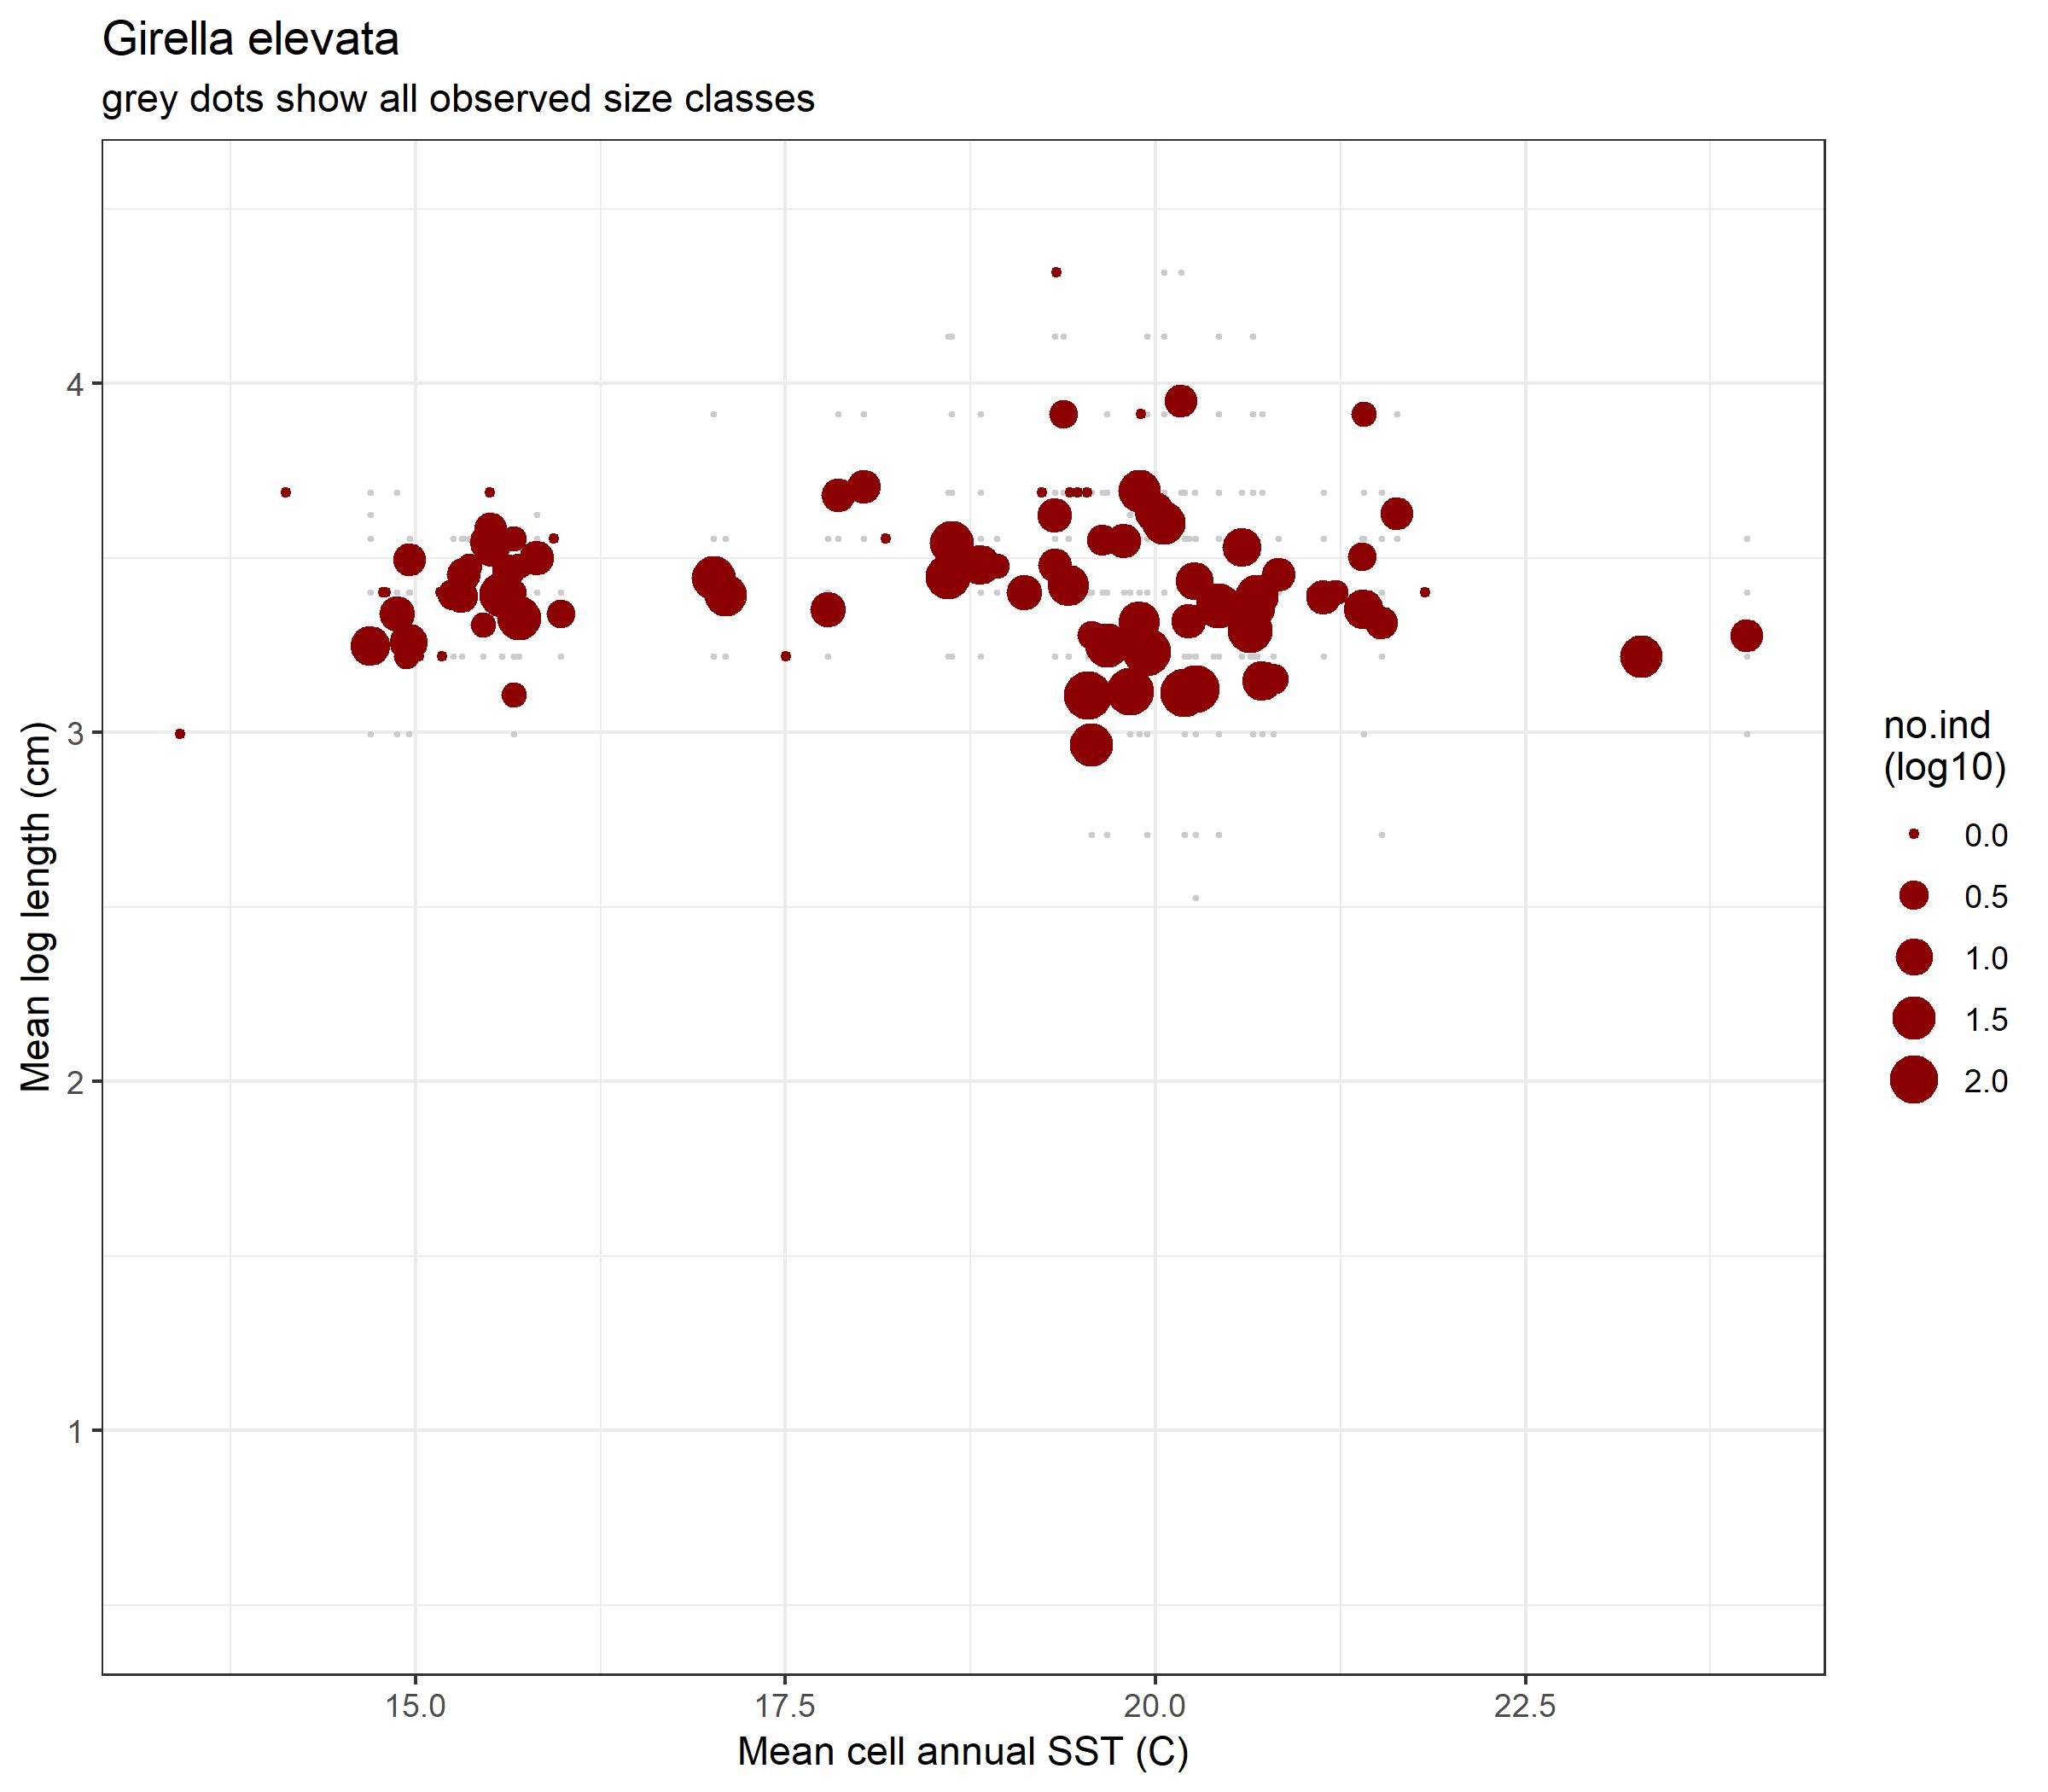 Girella elevata
grey dots show all observed size classes
Mean log length (cm)
4
3
2
1
15.0
17.5
20.0
22.5
Mean cell annual SST (C)
no.ind
(log10)
0.0
0.5
1.0
1.5
2.0